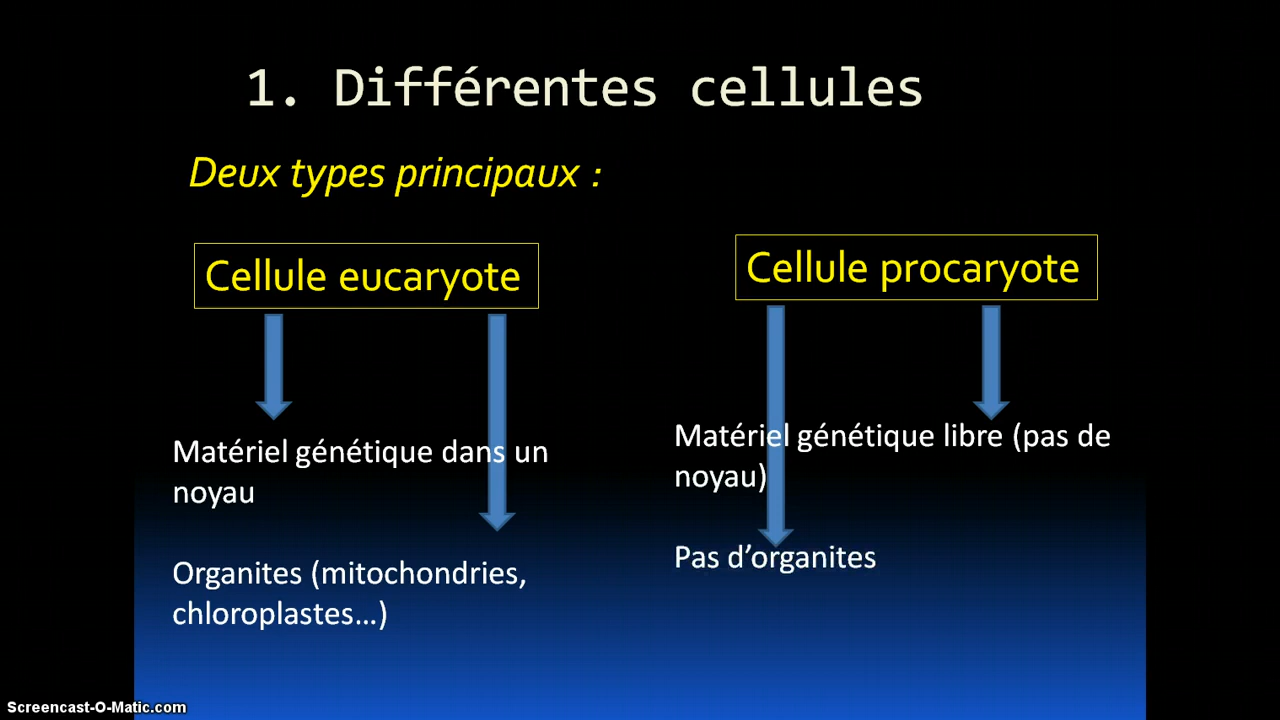 1. Différentes cellules
Deux types principaux :
Cellule eucaryote
Matériel génétique dans un
noyau
Organites (mitochondries,
chloroplastes…)
Cellule procaryote
Matériel génétique libre (pas de
noyau)
Pas d’organites
Screencast-O-Matic.com